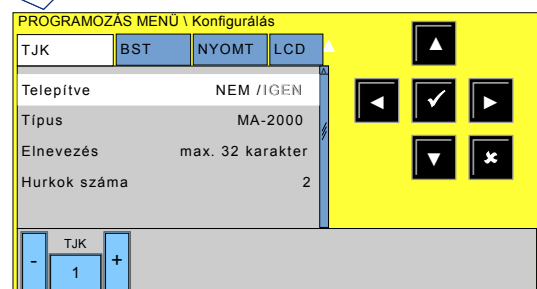 PROGRAMOZÁS MENÜ \ Konfigurálás
TJK BST NYOMT LCD
Telepítve NEM /IGEN
Típus MA-2000
Elnevezés max. 32 karakter
Hurkok száma 2
TJK
- 1 +